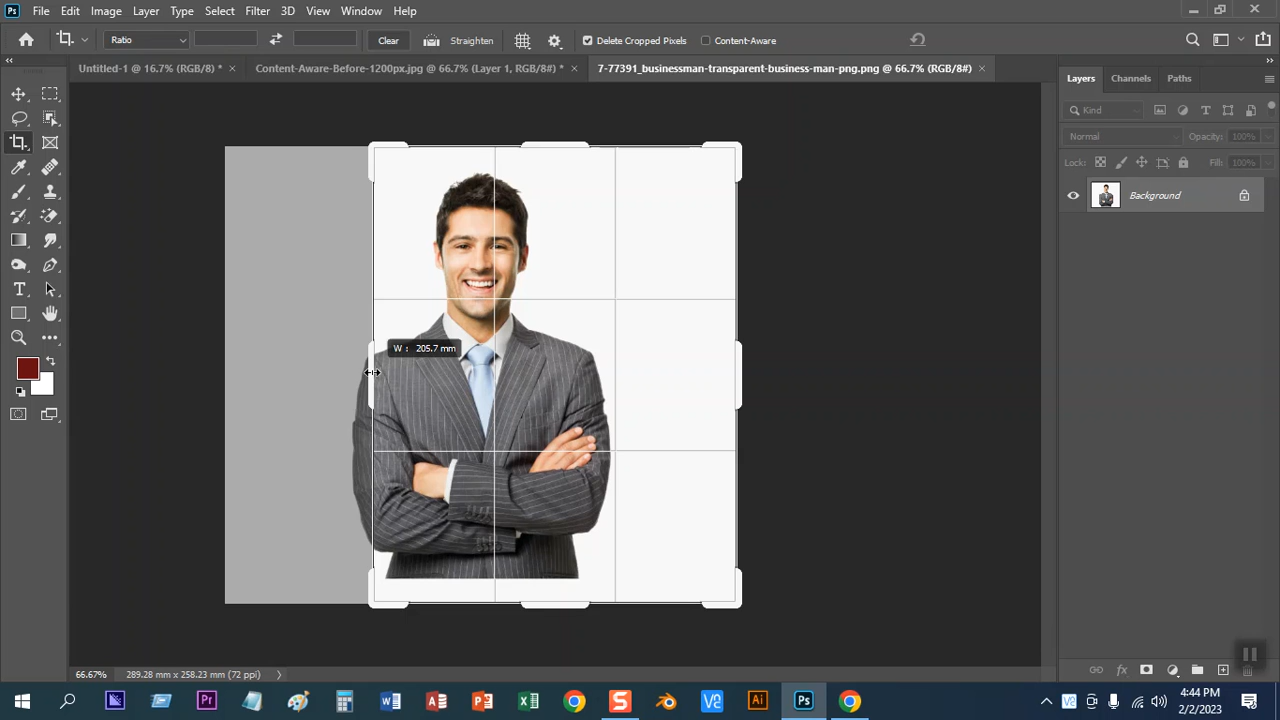 Ps File Edit Image Layer Type Select Filter 3D View Window Help
Ratio Clear Straighten Delete Cropped Pixels Content-Aware
Untitled-1 @ 16.7% (RGB/8) * × Content-Aware-Before-1200px.jpg @ 66.7% (Layer 1, RGB/8#) * × 7-77391_businessman-transparent-business-man-png.png @ 66.7% (RGB/8#) ×
Layers Channels Paths
Kind
Normal Opacity: 100%
Lock: Fill: 100%
Background
W : 205.7 mm
66.67% 289.28 mm x 258.23 mm (72 ppi)
Pr Ai Ps
4:44 PM
2/2/2023